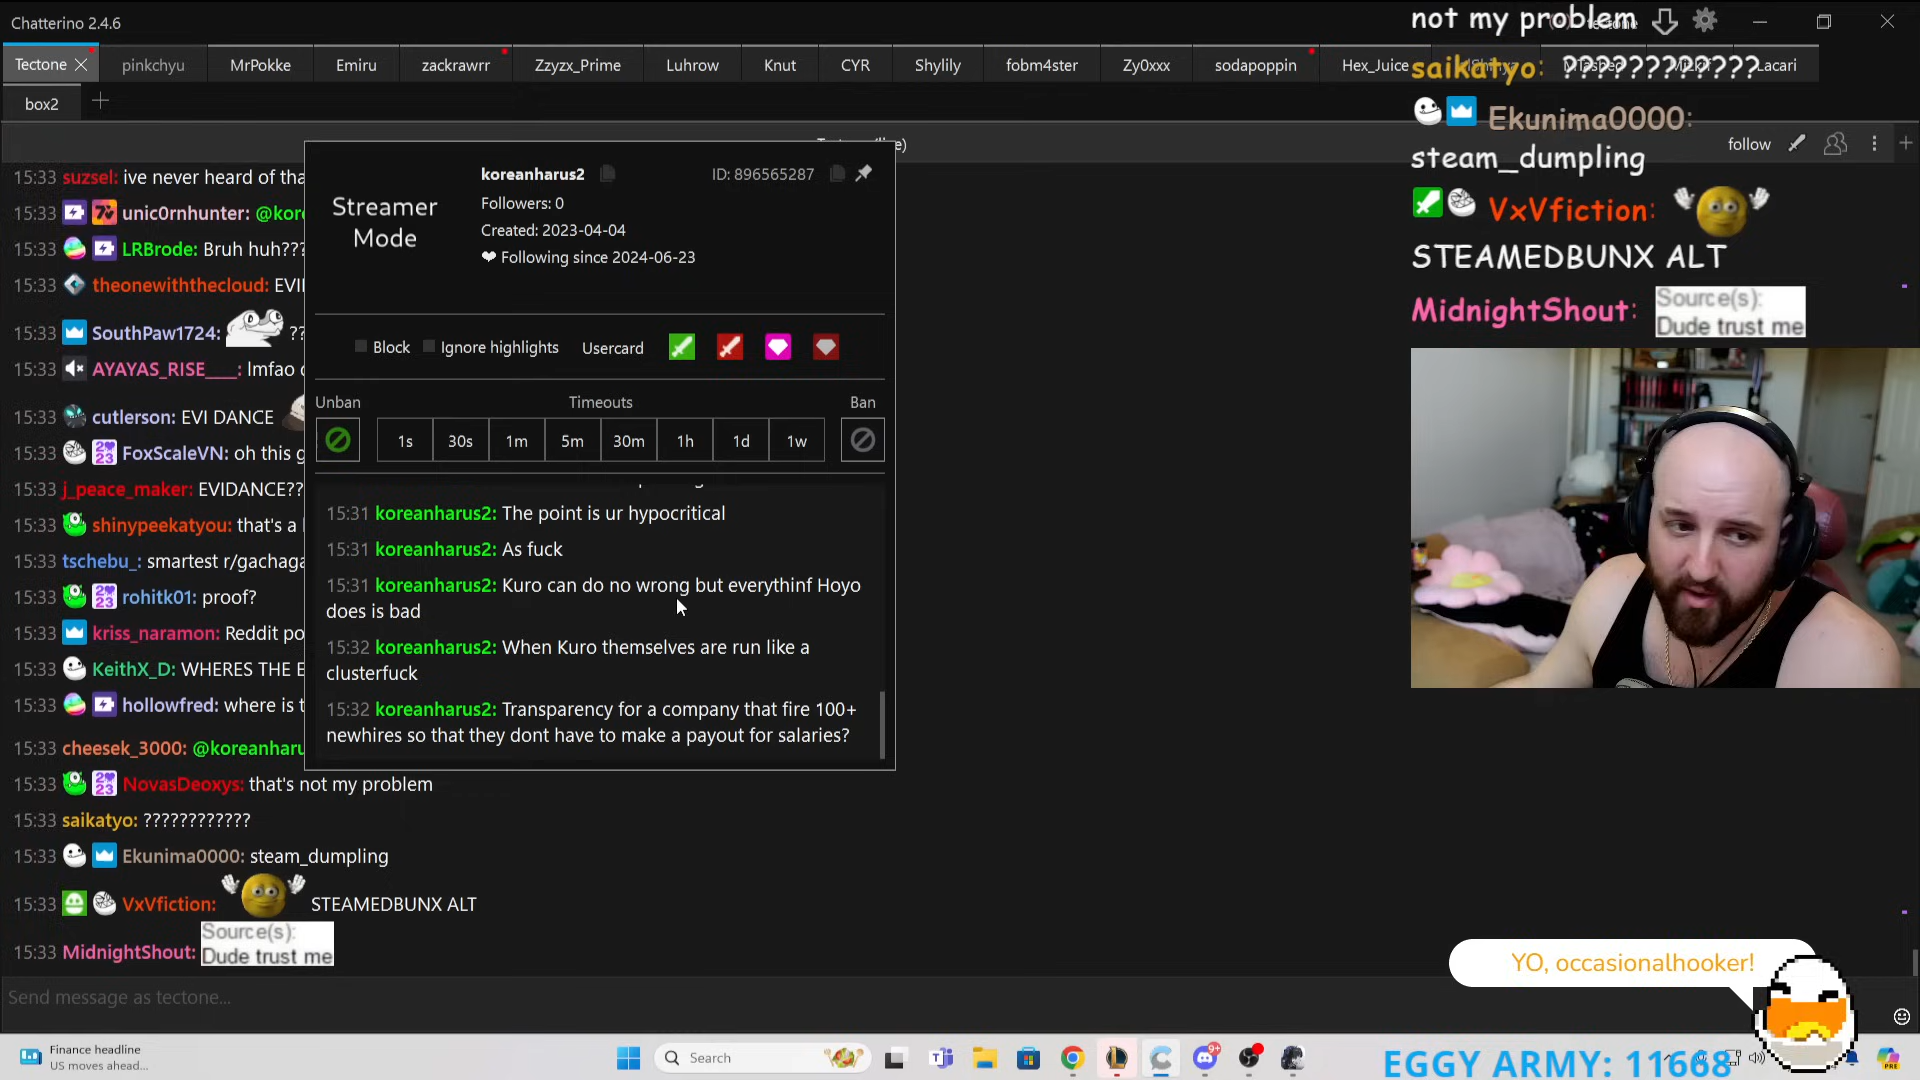 Chatterino 2.4.6
Tectone
pinkchyu
MrPokke
Emiru
zackrawrr
Zzyzx_Prime
Luhrow
Knut
CYR
Shylily
fobm4ster
Zy0xxx
sodapoppin
Hex_Juice
Lacari
box2
follow
15:33 suzsel: ive never heard of tha
15:33 unic0rnhunter: @kore
15:33 LRBrode: Bruh huh???
15:33 theonewiththecloud: EVI
15:33 SouthPaw1724: ??
15:33 AYAYAS_RISE____: lmfao
15:33 cutlerson: EVI DANCE
15:33 FoxScaleVN: oh this g
15:33 j_peace_maker: EVIDANCE??
15:33 shinypeekatyou: that's a
15:33 tschebu_: smartest r/gachaga
15:33 rohitk01: proof?
15:33 kriss_naramon: Reddit po
15:33 KeithX_D: WHERES THE E
15:33 hollowfred: where is t
15:33 cheesek_3000: @koreanharu
15:33 NovasDeoxys: that's not my problem
15:33 saikatyo: ????????????
15:33 Ekunima0000: steam_dumpling
15:33 VxVfiction: STEAMEDBUNX ALT
15:33 MidnightShout: Source(s):
Dude trust me
Send message as tectone...
Streamer
Mode
koreanharus2
ID: 896565287
Followers: 0
Created: 2023-04-04
❤ Following since 2024-06-23
Block
Ignore highlights
Usercard
Unban
Timeouts
Ban
1s
30s
1m
5m
30m
1h
1d
1w
15:31 koreanharus2: The point is ur hypocritical
15:31 koreanharus2: As fuck
15:31 koreanharus2: Kuro can do no wrong but everythinf Hoyo
does is bad
15:32 koreanharus2: When Kuro themselves are run like a
clusterfuck
15:32 koreanharus2: Transparency for a company that fire 100+
newhires so that they dont have to make a payout for salaries?
not my problem
saikatyo: ????????????
Ekunima0000:
steam_dumpling
VxVfiction:
STEAMEDBUNX ALT
MidnightShout: Source(s):
Dude trust me
YO, occasionalhooker!
EGGY ARMY: 11668
Finance headline
US moves ahead...
Search
9+